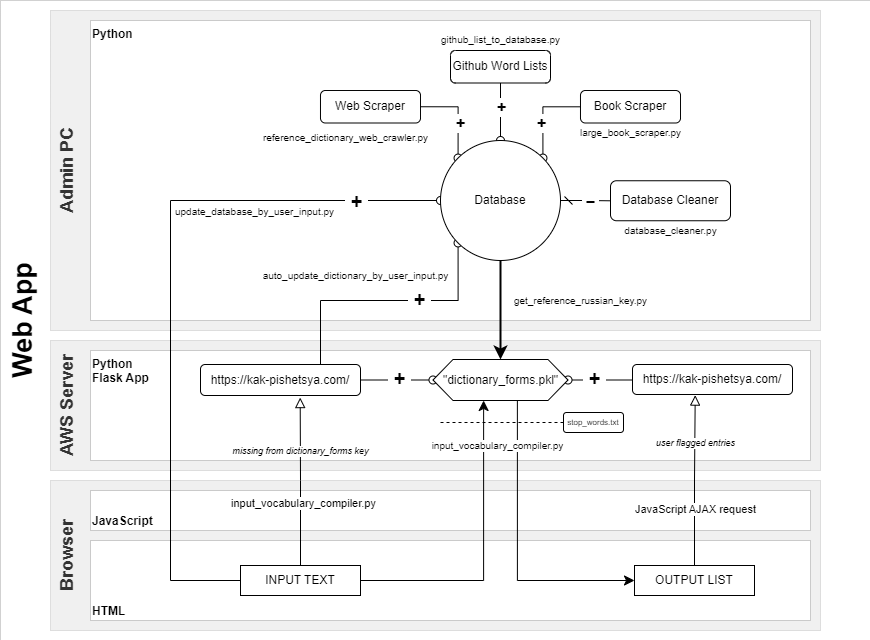 Web App
Admin PC
Python
github_list_to_database.py
Github Word Lists
+
Web Scraper
+
reference_dictionary_web_crawler.py
Book Scraper
+
large_book_scraper.py
Database
Database Cleaner
–
database_cleaner.py
+
update_database_by_user_input.py
auto_update_dictionary_by_user_input.py
+
get_reference_russian_key.py
AWS Server
Python
Flask App
https://kak-pishetsya.com/
+
"dictionary_forms.pkl"
+
https://kak-pishetsya.com/
stop_words.txt
input_vocabulary_compiler.py
missing from dictionary_forms key
user flagged entries
Browser
JavaScript
input_vocabulary_compiler.py
JavaScript AJAX request
HTML
INPUT TEXT
OUTPUT LIST